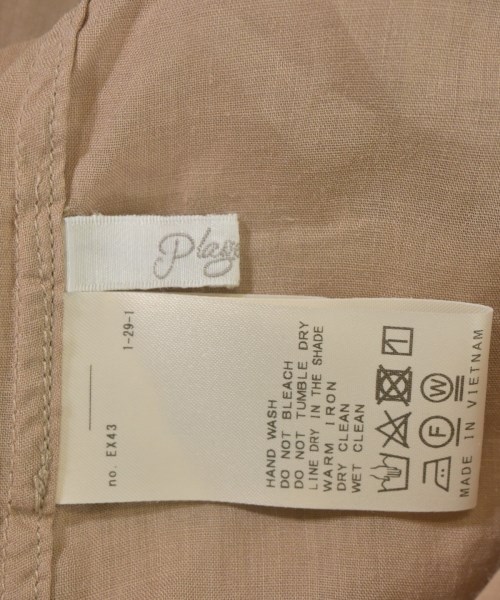 1-29-1
no. EX43
HAND WASH
DO NOT BLEACH
DO NOT TUMBLE DRY
LINE DRY IN THE SHADE
WARM IRON
DRY CLEAN
WET CLEAN
F W
MADE IN VIETNAM